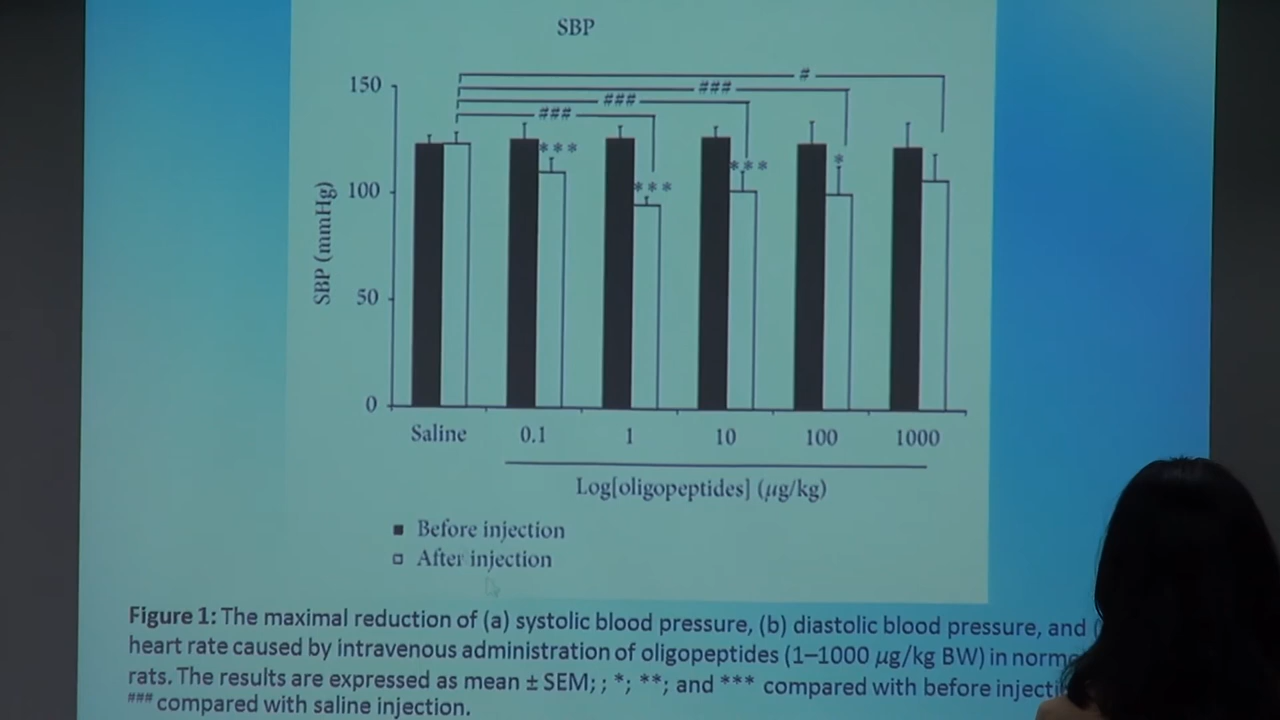 SBP
#
150
###
###
###
***
*
***
***
100
SBP (mmHg)
50
0
Saline 0.1 1 10 100 1000
Log[oligopeptides] (µg/kg)
Before injection
After injection
Figure 1: The maximal reduction of (a) systolic blood pressure, (b) diastolic blood pressure, and (
heart rate caused by intravenous administration of oligopeptides (1–1000 µg/kg BW) in
rats. The results are expressed as mean ± SEM; ; *; **; and *** compared with before
### compared with saline injection.